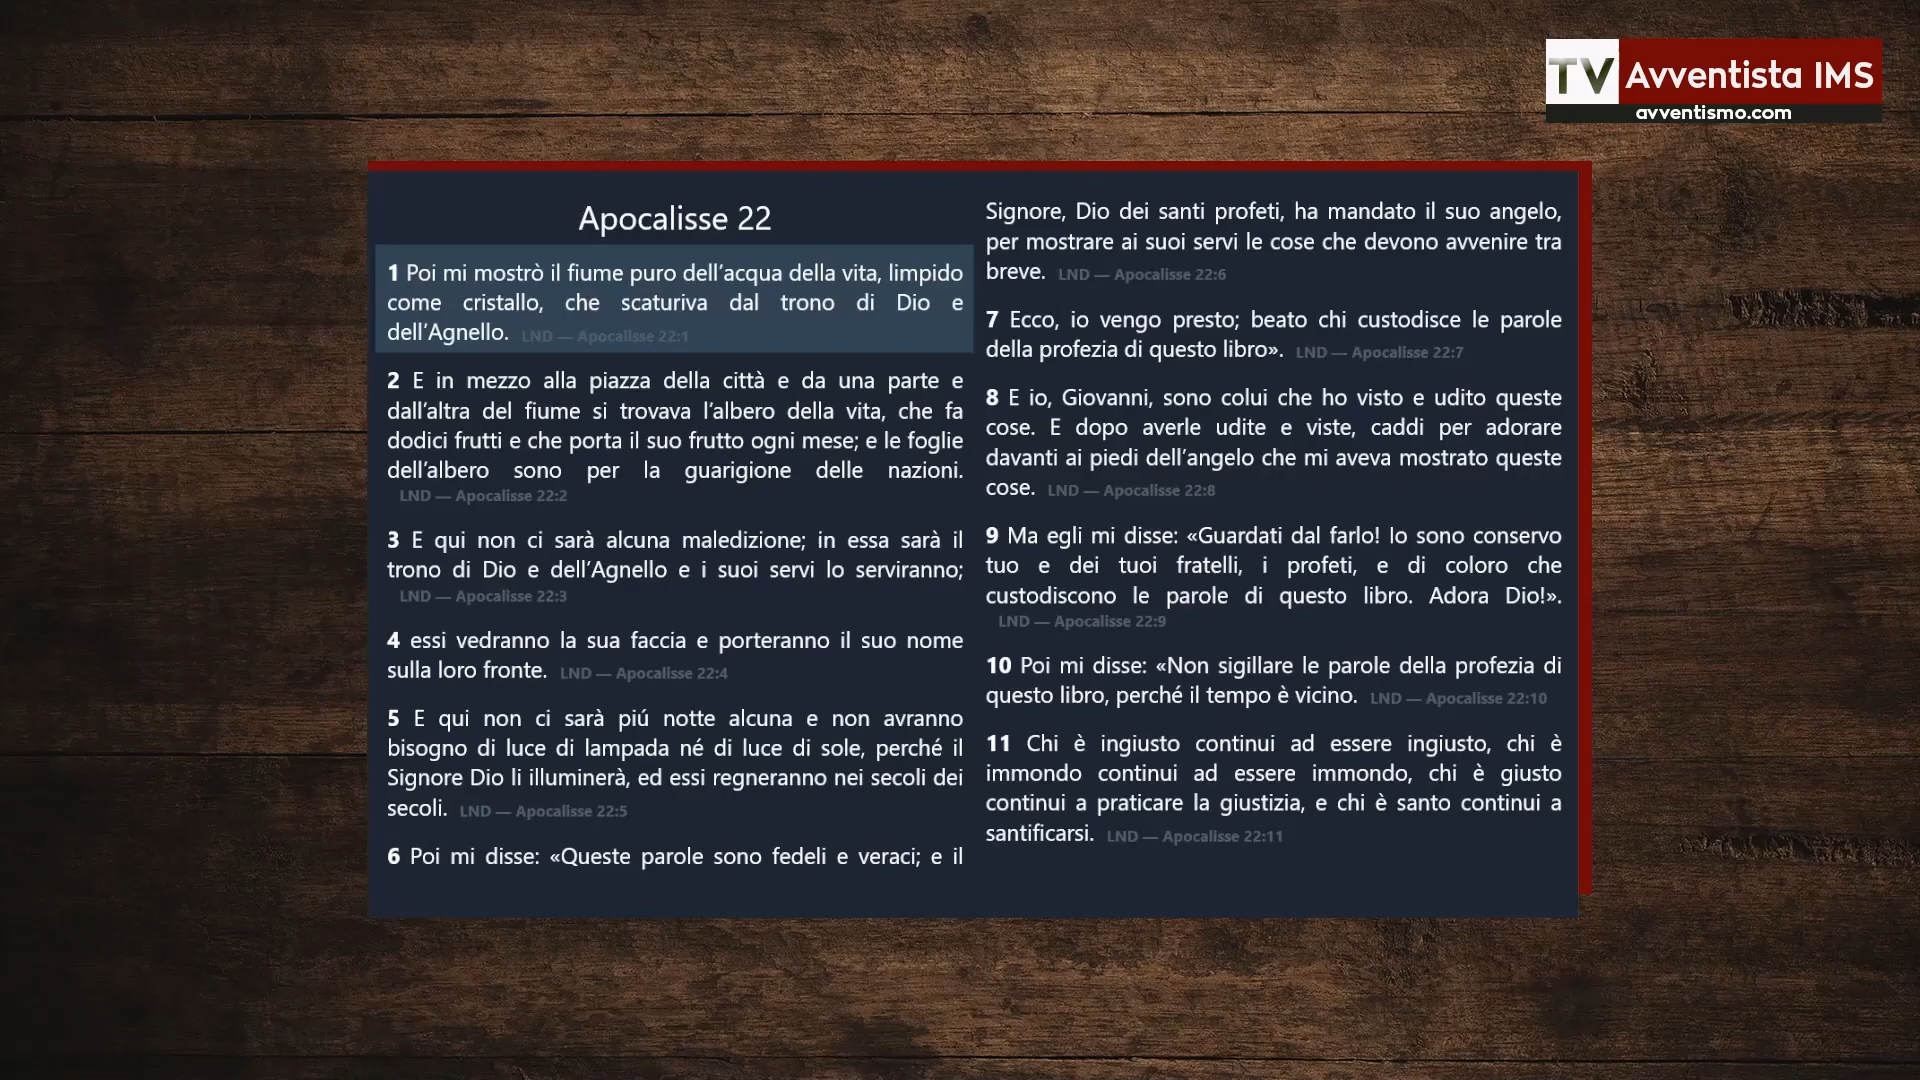 TV Avventista IMS
avventismo.com
Apocalisse 22
1 Poi mi mostrò il fiume puro dell’acqua della vita, limpido
come cristallo, che scaturiva dal trono di Dio e
dell’Agnello. LND — Apocalisse 22:1
2 E in mezzo alla piazza della città e da una parte e
dall’altra del fiume si trovava l’albero della vita, che fa
dodici frutti e che porta il suo frutto ogni mese; e le foglie
dell’albero sono per la guarigione delle nazioni.
LND — Apocalisse 22:2
3 E qui non ci sarà alcuna maledizione; in essa sarà il
trono di Dio e dell’Agnello e i suoi servi lo serviranno;
LND — Apocalisse 22:3
4 essi vedranno la sua faccia e porteranno il suo nome
sulla loro fronte. LND — Apocalisse 22:4
5 E qui non ci sarà piú notte alcuna e non avranno
bisogno di luce di lampada né di luce di sole, perché il
Signore Dio li illuminerà, ed essi regneranno nei secoli dei
secoli. LND — Apocalisse 22:5
6 Poi mi disse: «Queste parole sono fedeli e veraci; e il
Signore, Dio dei santi profeti, ha mandato il suo angelo,
per mostrare ai suoi servi le cose che devono avvenire tra
breve. LND — Apocalisse 22:6
7 Ecco, io vengo presto; beato chi custodisce le parole
della profezia di questo libro». LND — Apocalisse 22:7
8 E io, Giovanni, sono colui che ho visto e udito queste
cose. E dopo averle udite e viste, caddi per adorare
davanti ai piedi dell’angelo che mi aveva mostrato queste
cose. LND — Apocalisse 22:8
9 Ma egli mi disse: «Guardati dal farlo! Io sono conservo
tuo e dei tuoi fratelli, i profeti, e di coloro che
custodiscono le parole di questo libro. Adora Dio!».
LND — Apocalisse 22:9
10 Poi mi disse: «Non sigillare le parole della profezia di
questo libro, perché il tempo è vicino. LND — Apocalisse 22:10
11 Chi è ingiusto continui ad essere ingiusto, chi è
immondo continui ad essere immondo, chi è giusto
continui a praticare la giustizia, e chi è santo continui a
santificarsi. LND — Apocalisse 22:11